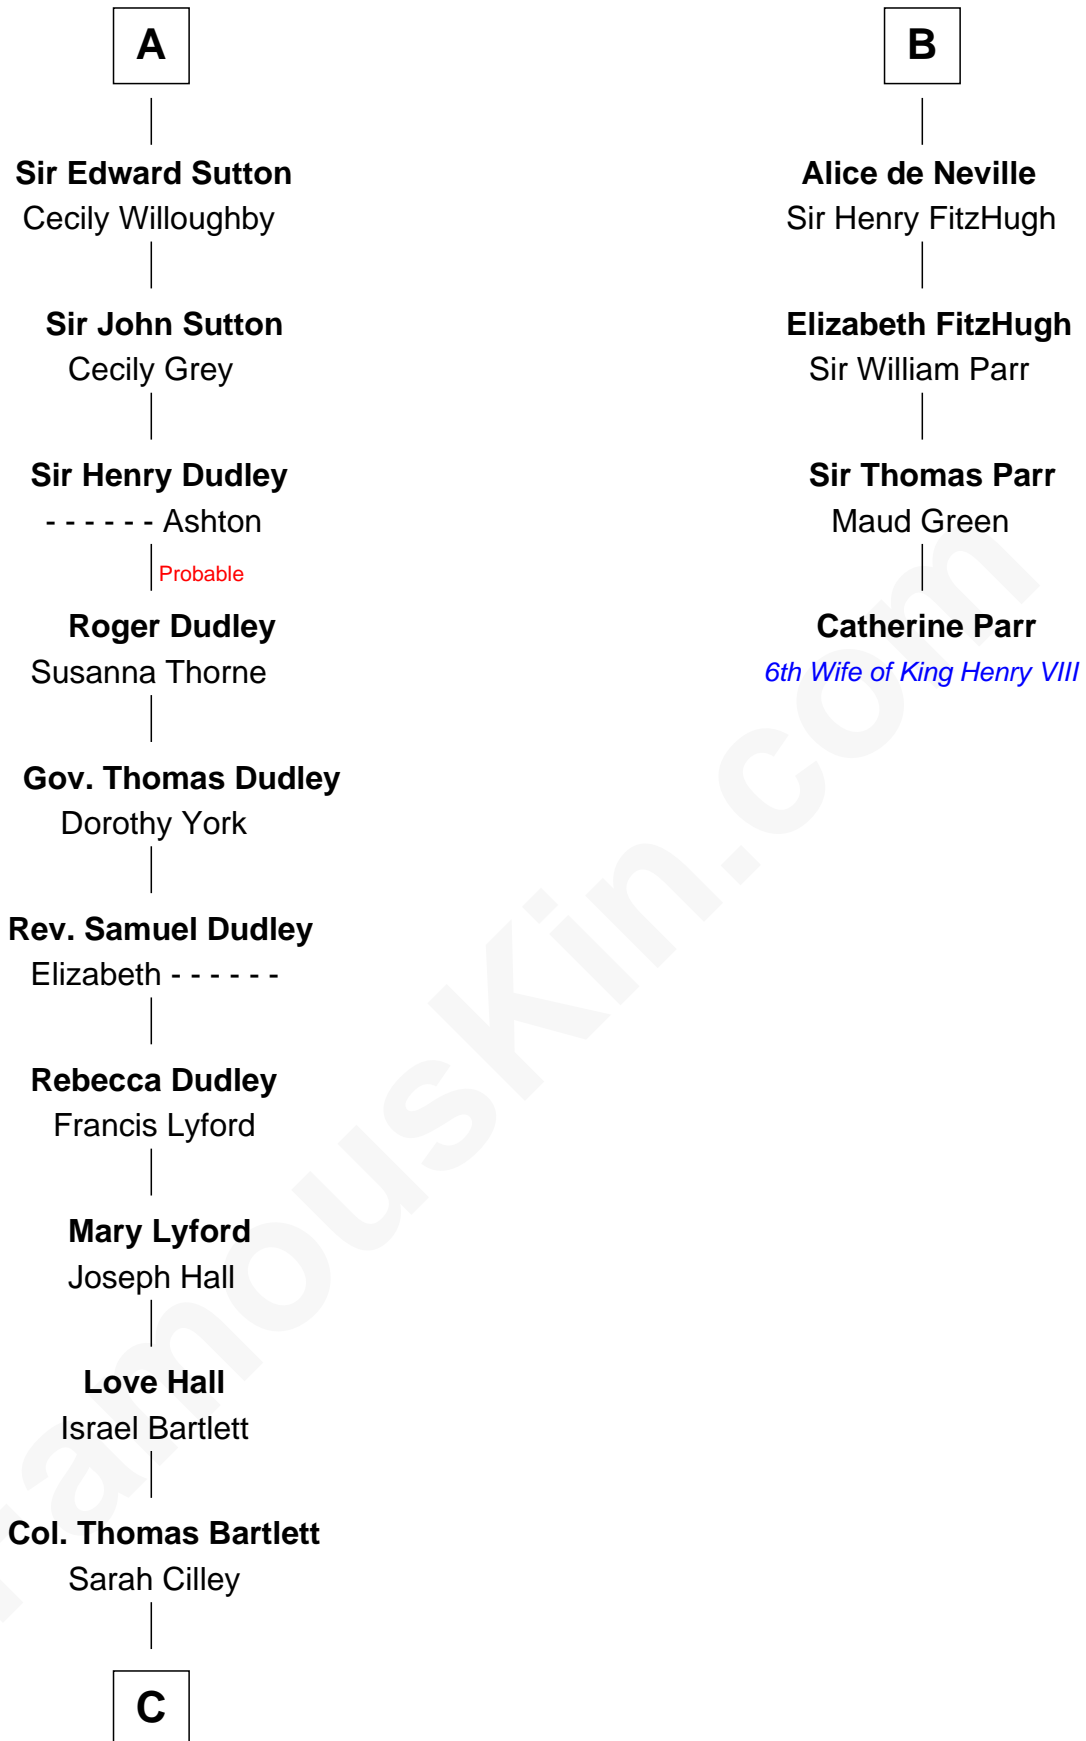 A
Sir Edward Sutton
Cecily Willoughby
Sir John Sutton
Cecily Grey
Sir Henry Dudley
- - - - - - Ashton
Probable
Roger Dudley
Susanna Thorne
Gov. Thomas Dudley
Dorothy York
Rev. Samuel Dudley
Elizabeth - - - - - -
Rebecca Dudley
Francis Lyford
Mary Lyford
Joseph Hall
Love Hall
Israel Bartlett
Col. Thomas Bartlett
Sarah Cilley
C
B
Alice de Neville
Sir Henry FitzHugh
Elizabeth FitzHugh
Sir William Parr
Sir Thomas Parr
Maud Green
Catherine Parr
6th Wife of King Henry VIII
FamousKin.com